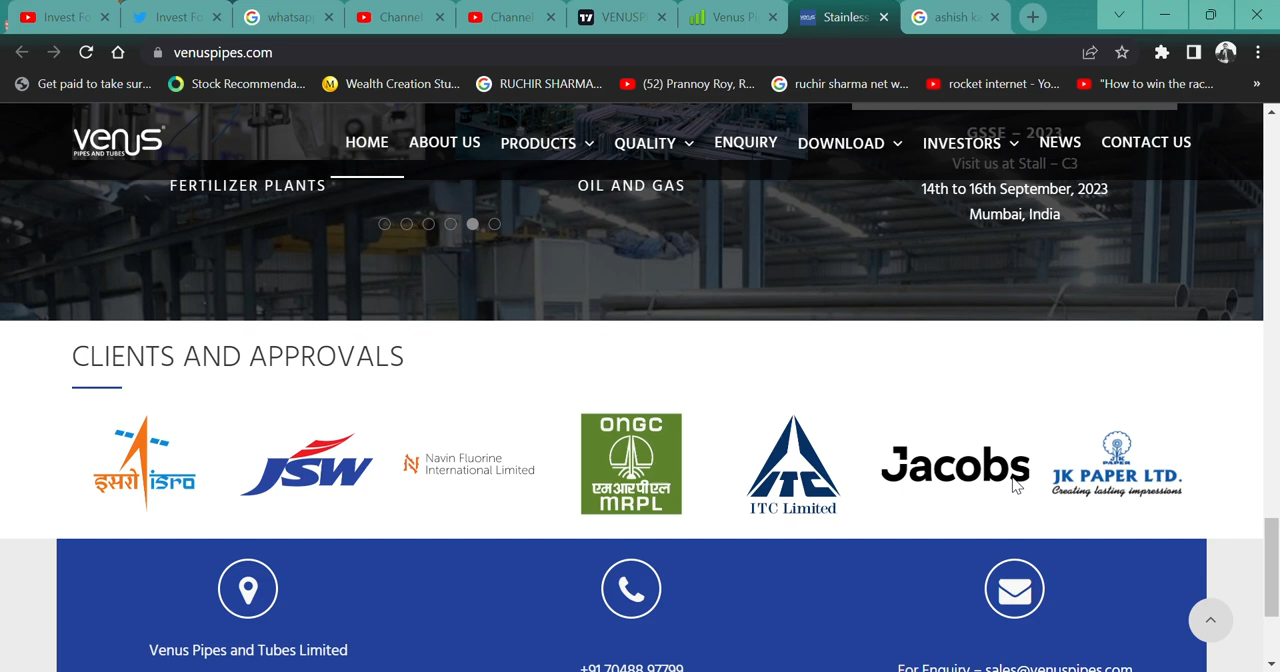 Invest Fo
Invest Fo
whatsap
Channel
Channel
VENUSP
Venus P
Stainless
ashish k
venuspipes.com
Get paid to take sur...
Stock Recommenda...
Wealth Creation Stu...
RUCHIR SHARMA...
(52) Prannoy Roy, R...
ruchir sharma net w...
rocket internet - Yo...
"How to win the rac...
»
venus
PIPES AND TUBES
HOME
ABOUT US
PRODUCTS
QUALITY
ENQUIRY
DOWNLOAD
INVESTORS
NEWS
CONTACT US
GSSE – 2023
Visit us at Stall – C3
14th to 16th September, 2023
Mumbai, India
FERTILIZER PLANTS
OIL AND GAS
CLIENTS AND APPROVALS
इसरो isro
JSW
Navin Fluorine
International Limited
ONGC
एमआरपीएल
MRPL
ITC Limited
Jacobs
JK
PAPER
JK PAPER LTD.
Creating lasting impressions
Venus Pipes and Tubes Limited
+91 70488 97799
For Enquiry – sales@venuspipes.com